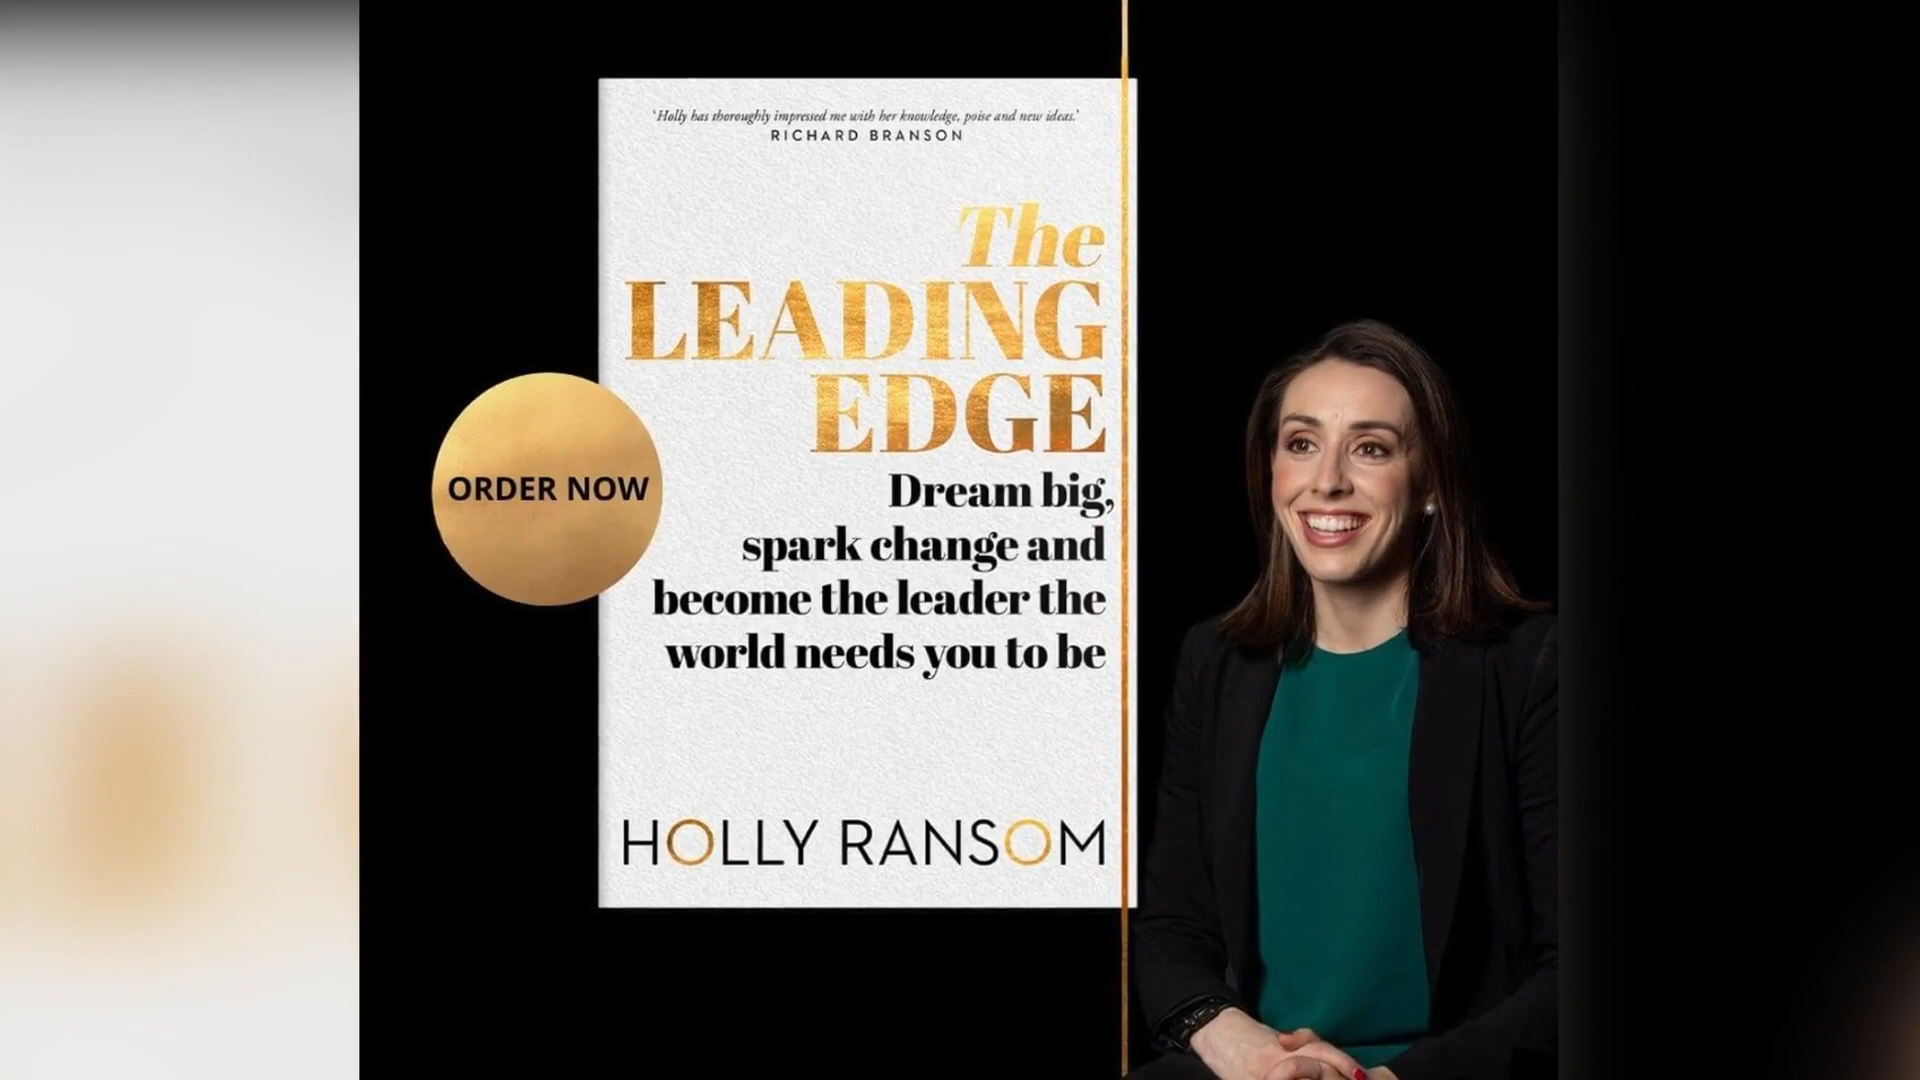 'Holly has thoroughly impressed me with her knowledge, poise and new ideas.'
RICHARD BRANSON
The
LEADING
EDGE
ORDER NOW
Dream big,
spark change and
become the leader the
world needs you to be
HOLLY RANSOM